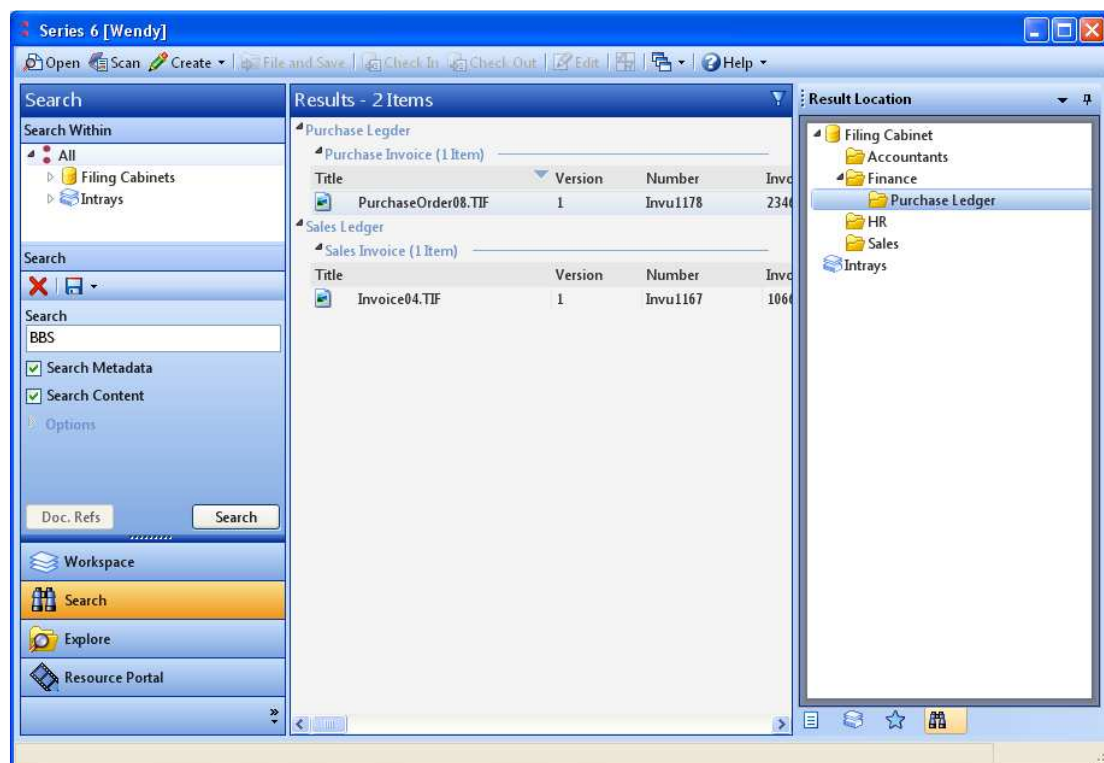 Series 6 [Wendy]
Open Scan Create File and Save Check In Check Out Edit Help
Search
Search Within
All
Filing Cabinets
Intrays
Search
Search
BBS
Search Metadata
Search Content
Options
Doc. Refs Search
Workspace
Search
Explore
Resource Portal
Results - 2 Items
Purchase Legder
Purchase Invoice (1 Item)
Title Version Number Invo
PurchaseOrder08.TIF 1 Invu1178 2346
Sales Ledger
Sales Invoice (1 Item)
Title Version Number Invo
Invoice04.TIF 1 Invu1167 1066
Result Location
Filing Cabinet
Accountants
Finance
Purchase Ledger
HR
Sales
Intrays